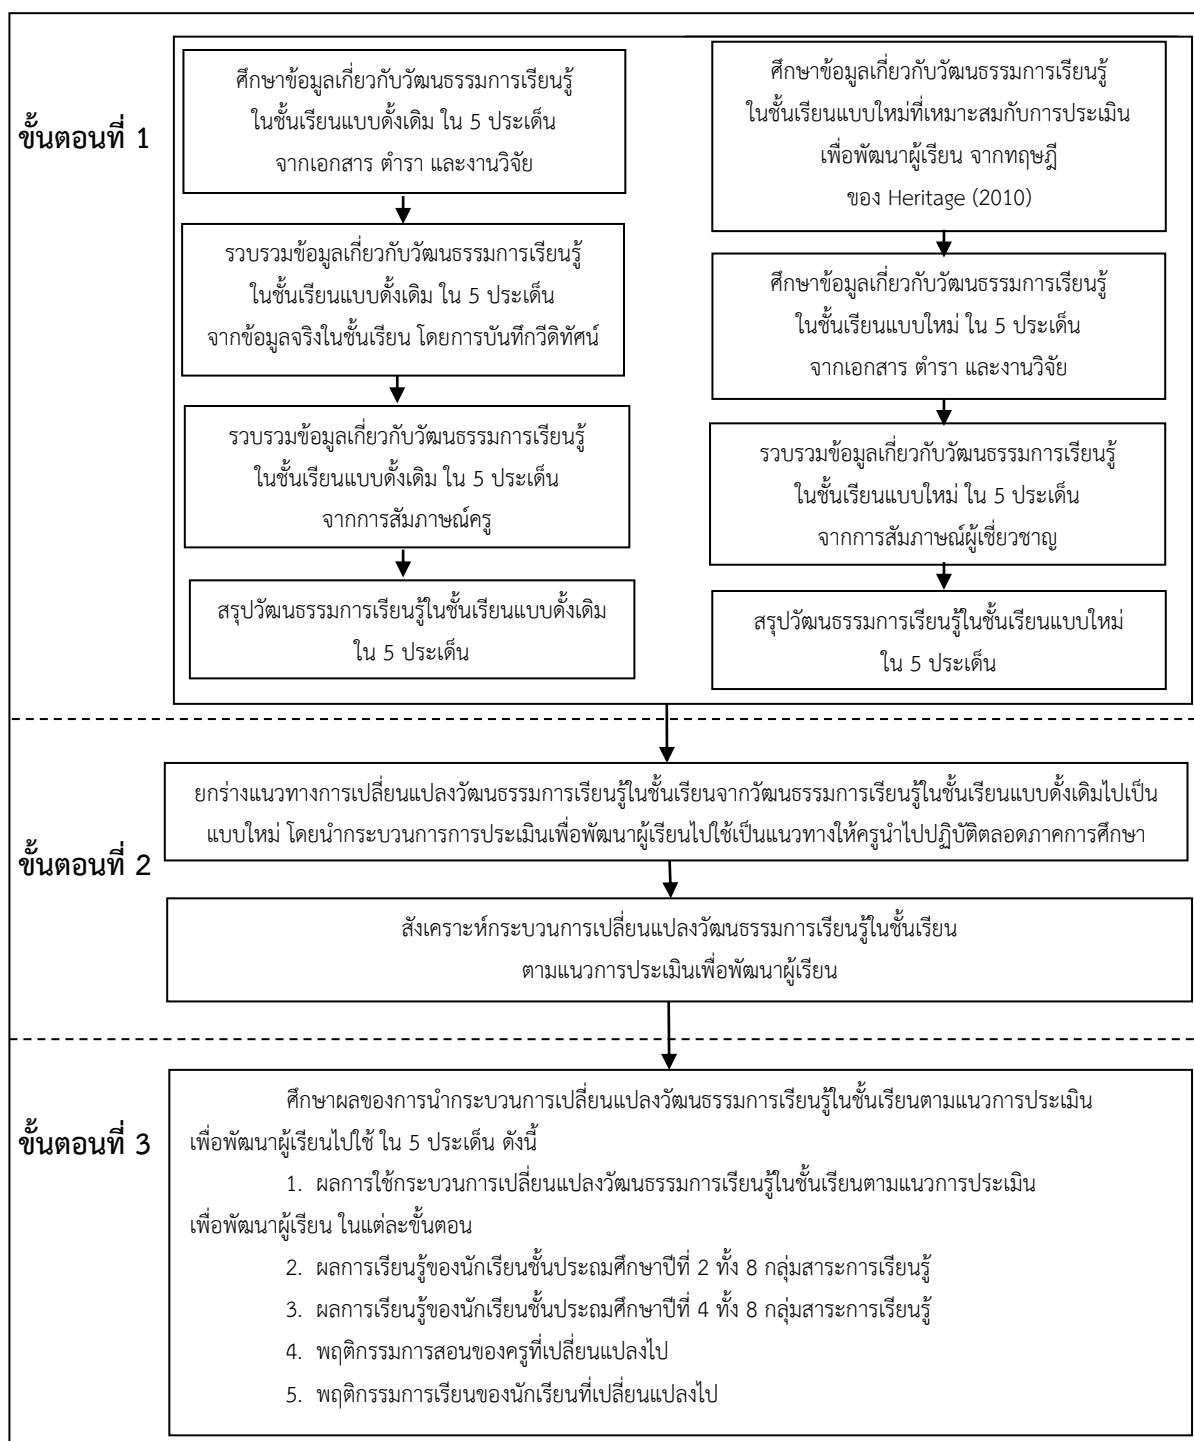 ขั้นตอนที่ 1
ศึกษาข้อมูลเกี่ยวกับวัฒนธรรมการเรียนรู้
ในชั้นเรียนแบบดั้งเดิม ใน 5 ประเด็น
จากเอกสาร ตำรา และงานวิจัย
รวบรวมข้อมูลเกี่ยวกับวัฒนธรรมการเรียนรู้
ในชั้นเรียนแบบดั้งเดิม ใน 5 ประเด็น
จากข้อมูลจริงในชั้นเรียน โดยการบันทึกวีดิทัศน์
รวบรวมข้อมูลเกี่ยวกับวัฒนธรรมการเรียนรู้
ในชั้นเรียนแบบดั้งเดิม ใน 5 ประเด็น
จากการสัมภาษณ์ครู
สรุปวัฒนธรรมการเรียนรู้ในชั้นเรียนแบบดั้งเดิม
ใน 5 ประเด็น
ศึกษาข้อมูลเกี่ยวกับวัฒนธรรมการเรียนรู้
ในชั้นเรียนแบบใหม่ที่เหมาะสมกับการประเมิน
เพื่อพัฒนาผู้เรียน จากทฤษฎี
ของ Heritage (2010)
ศึกษาข้อมูลเกี่ยวกับวัฒนธรรมการเรียนรู้
ในชั้นเรียนแบบใหม่ ใน 5 ประเด็น
จากเอกสาร ตำรา และงานวิจัย
รวบรวมข้อมูลเกี่ยวกับวัฒนธรรมการเรียนรู้
ในชั้นเรียนแบบใหม่ ใน 5 ประเด็น
จากการสัมภาษณ์ผู้เชี่ยวชาญ
สรุปวัฒนธรรมการเรียนรู้ในชั้นเรียนแบบใหม่
ใน 5 ประเด็น
ขั้นตอนที่ 2
ยกร่างแนวทางการเปลี่ยนแปลงวัฒนธรรมการเรียนรู้ในชั้นเรียนจากวัฒนธรรมการเรียนรู้ในชั้นเรียนแบบดั้งเดิมไปเป็น
แบบใหม่ โดยนำกระบวนการการประเมินเพื่อพัฒนาผู้เรียนไปใช้เป็นแนวทางให้ครูนำไปปฏิบัติตลอดภาคการศึกษา
สังเคราะห์กระบวนการเปลี่ยนแปลงวัฒนธรรมการเรียนรู้ในชั้นเรียน
ตามแนวการประเมินเพื่อพัฒนาผู้เรียน
ขั้นตอนที่ 3
ศึกษาผลของการนำกระบวนการเปลี่ยนแปลงวัฒนธรรมการเรียนรู้ในชั้นเรียนตามแนวการประเมิน
เพื่อพัฒนาผู้เรียนไปใช้ ใน 5 ประเด็น ดังนี้
1. ผลการใช้กระบวนการเปลี่ยนแปลงวัฒนธรรมการเรียนรู้ในชั้นเรียนตามแนวการประเมิน
เพื่อพัฒนาผู้เรียน ในแต่ละขั้นตอน
2. ผลการเรียนรู้ของนักเรียนชั้นประถมศึกษาปีที่ 2 ทั้ง 8 กลุ่มสาระการเรียนรู้
3. ผลการเรียนรู้ของนักเรียนชั้นประถมศึกษาปีที่ 4 ทั้ง 8 กลุ่มสาระการเรียนรู้
4. พฤติกรรมการสอนของครูที่เปลี่ยนแปลงไป
5. พฤติกรรมการเรียนของนักเรียนที่เปลี่ยนแปลงไป